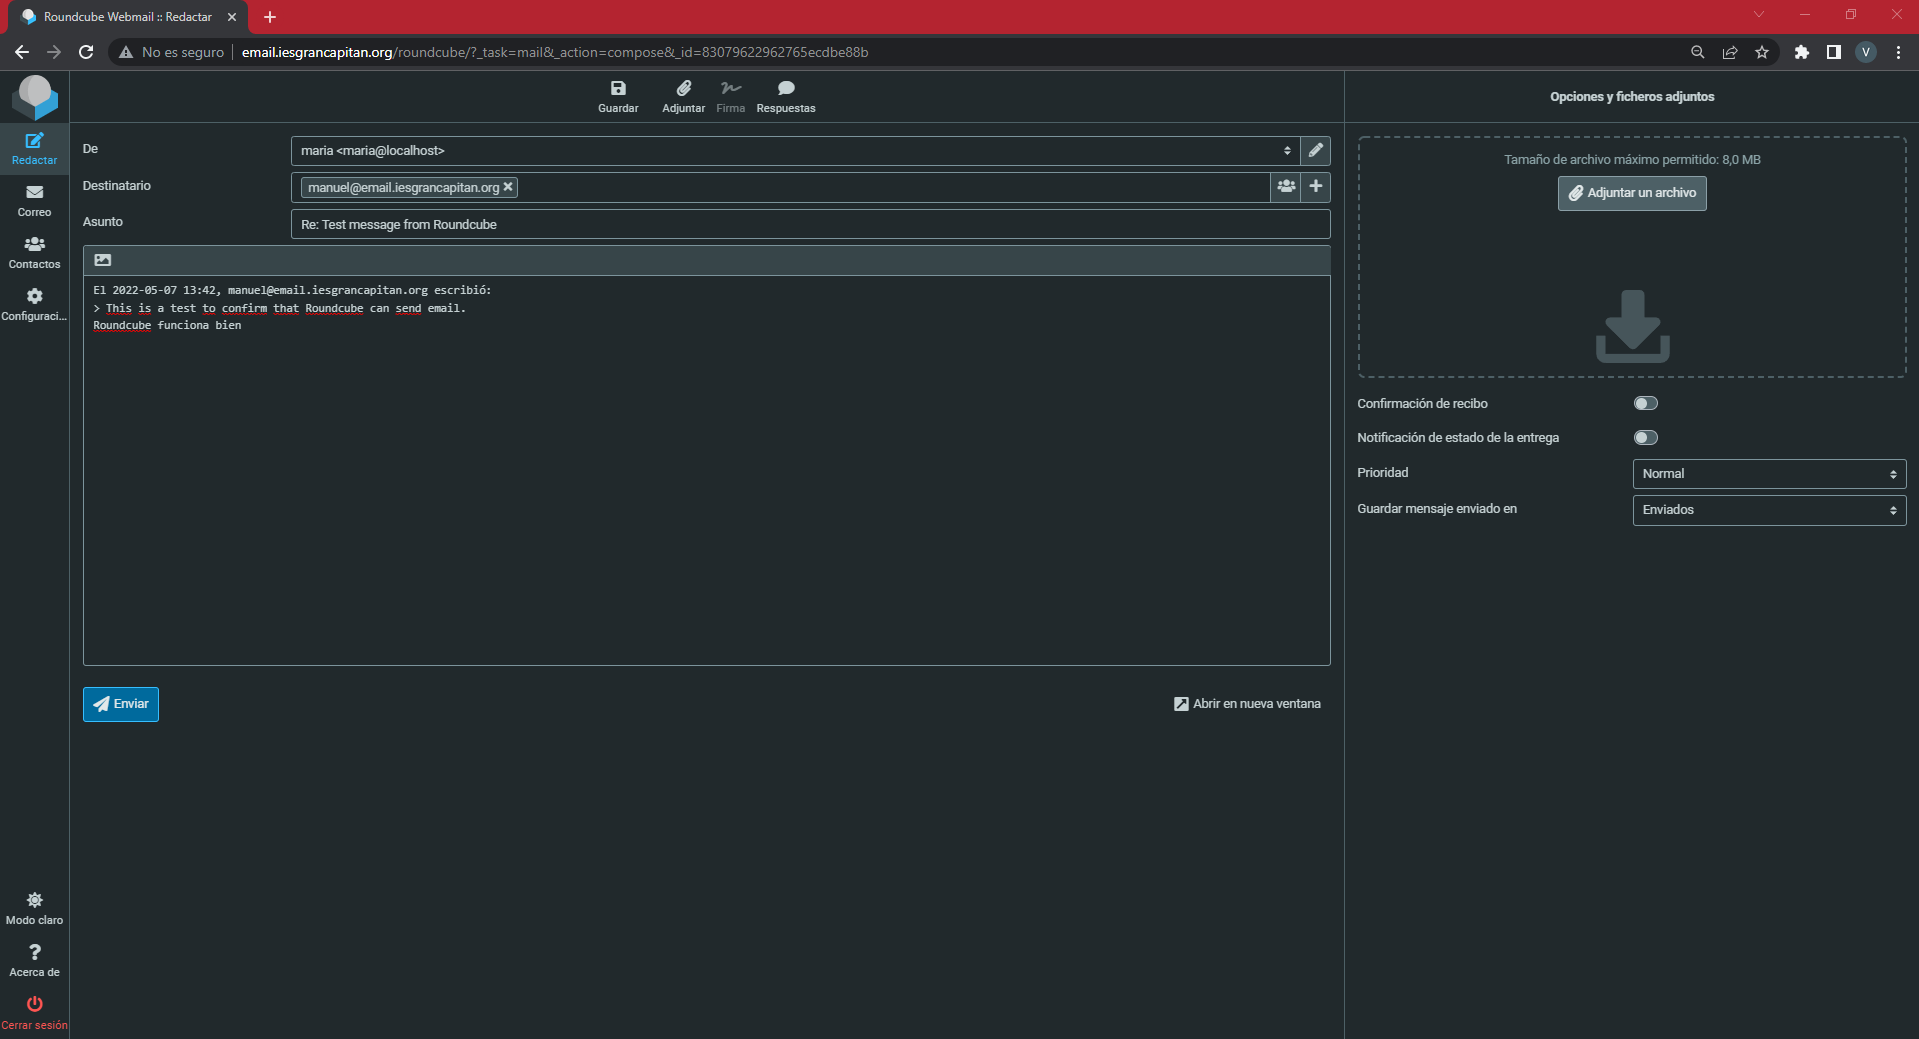 Roundcube Webmail :: Redactar
No es seguro
email.iesgrancapitan.org/roundcube/?_task=mail&_action=compose&_id=83079622962765ecdbe88b
V
Guardar
Adjuntar
Firma
Respuestas
Opciones y ficheros adjuntos
Redactar
Correo
Contactos
Configuraci...
De
maria <maria@localhost>
Destinatario
manuel@email.iesgrancapitan.org
Asunto
Re: Test message from Roundcube
El 2022-05-07 13:42, manuel@email.iesgrancapitan.org escribió:
> This is a test to confirm that Roundcube can send email.
Roundcube funciona bien
Enviar
Abrir en nueva ventana
Tamaño de archivo máximo permitido: 8,0 MB
Adjuntar un archivo
Confirmación de recibo
Notificación de estado de la entrega
Prioridad
Normal
Guardar mensaje enviado en
Enviados
Modo claro
Acerca de
Cerrar sesión